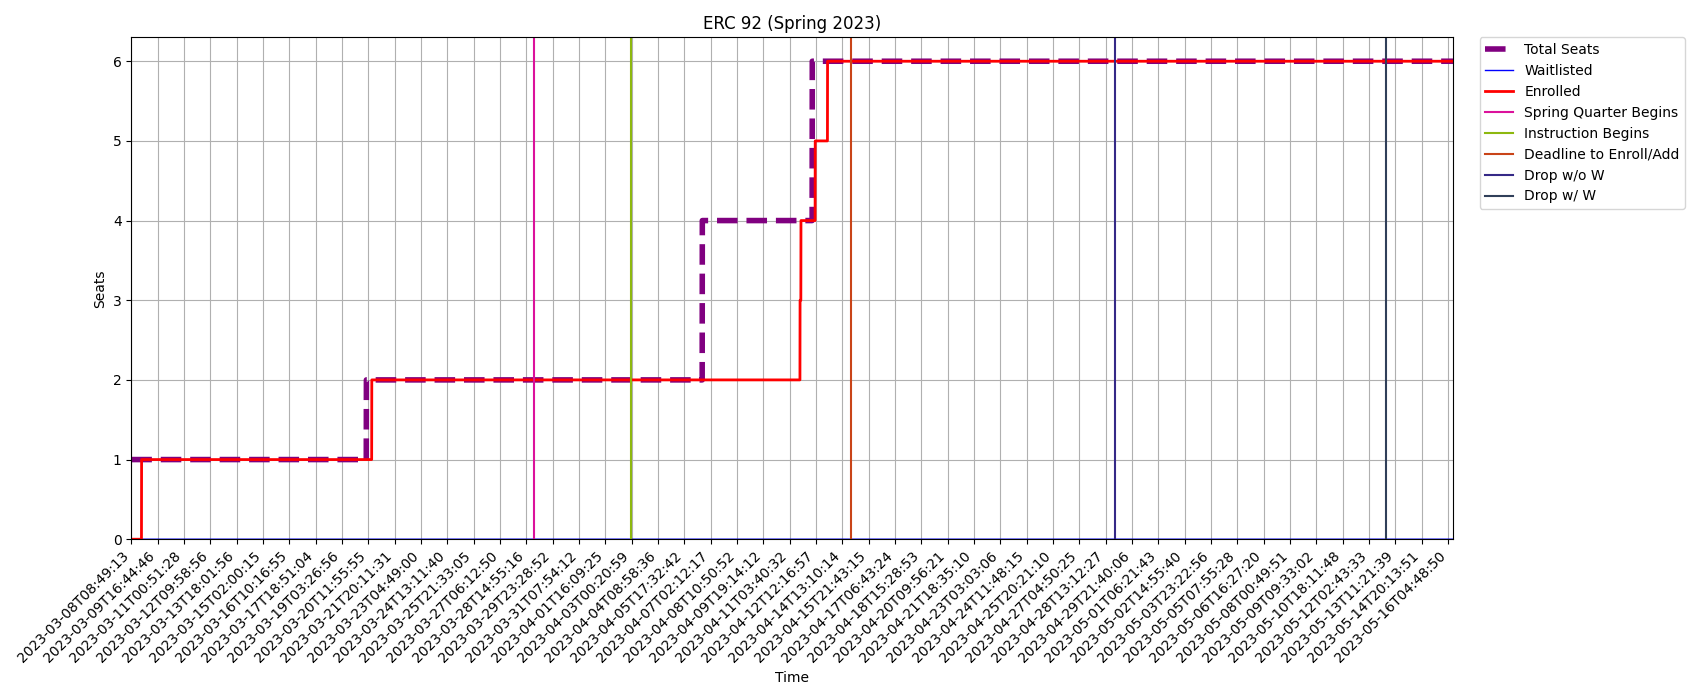 ERC 92 (Spring 2023)
Total Seats
Waitlisted
Enrolled
Spring Quarter Begins
Instruction Begins
Deadline to Enroll/Add
Drop w/o W
Drop w/ W
Seats
6
5
4
3
2
1
0
2023-03-08T08:49:13
2023-03-09T16:44:46
2023-03-11T00:51:28
2023-03-12T09:58:56
2023-03-13T18:01:56
2023-03-15T02:00:15
2023-03-16T10:16:55
2023-03-17T18:51:04
2023-03-19T03:26:56
2023-03-20T11:55:55
2023-03-21T20:11:31
2023-03-23T04:49:00
2023-03-24T13:11:40
2023-03-25T21:33:05
2023-03-27T06:12:50
2023-03-28T14:55:16
2023-03-29T23:28:52
2023-03-31T07:54:12
2023-04-01T16:09:25
2023-04-03T00:20:59
2023-04-04T08:58:36
2023-04-05T17:32:42
2023-04-07T02:12:17
2023-04-08T10:50:52
2023-04-09T19:14:12
2023-04-11T03:40:32
2023-04-12T12:16:57
2023-04-14T13:10:14
2023-04-15T21:43:15
2023-04-17T06:43:24
2023-04-18T15:28:53
2023-04-20T09:56:21
2023-04-21T18:35:10
2023-04-23T03:03:06
2023-04-24T11:48:15
2023-04-25T20:21:10
2023-04-27T04:50:25
2023-04-28T13:12:27
2023-04-29T21:40:06
2023-05-01T06:21:43
2023-05-02T14:55:40
2023-05-03T23:22:56
2023-05-05T07:55:28
2023-05-06T16:27:20
2023-05-08T00:49:51
2023-05-09T09:33:02
2023-05-10T18:11:48
2023-05-12T02:43:33
2023-05-13T11:21:39
2023-05-14T20:13:51
2023-05-16T04:48:50
Time